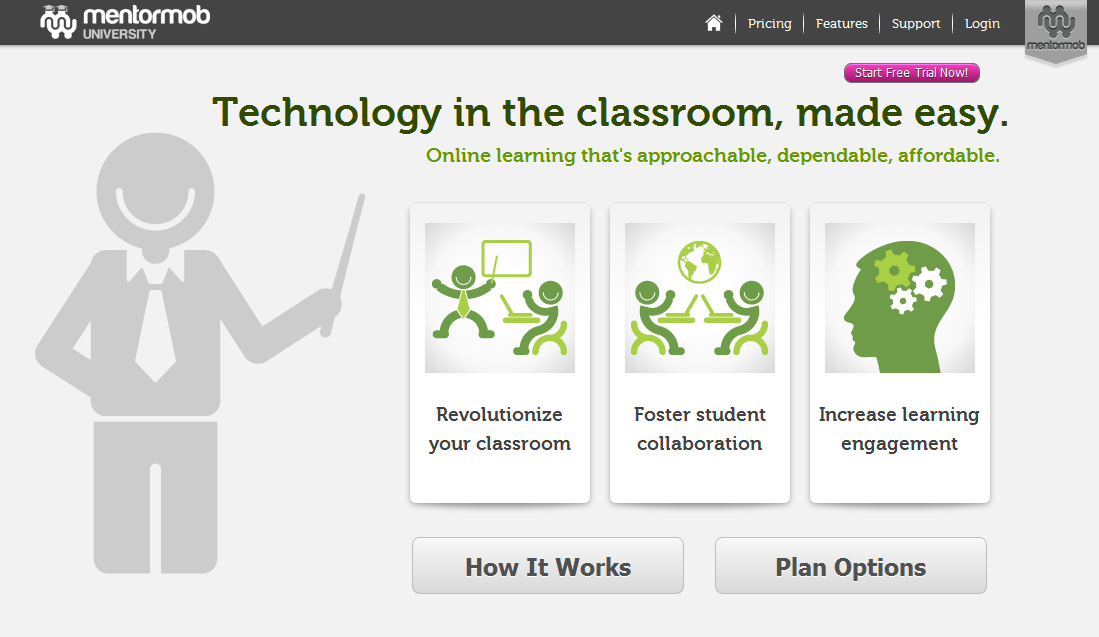 mentormob
UNIVERSITY
Pricing
Features
Support
Login
mentormob
Start Free Trial Now!
Technology in the classroom, made easy.
Online learning that's approachable, dependable, affordable.
Revolutionize
your classroom
Foster student
collaboration
Increase learning
engagement
How It Works
Plan Options